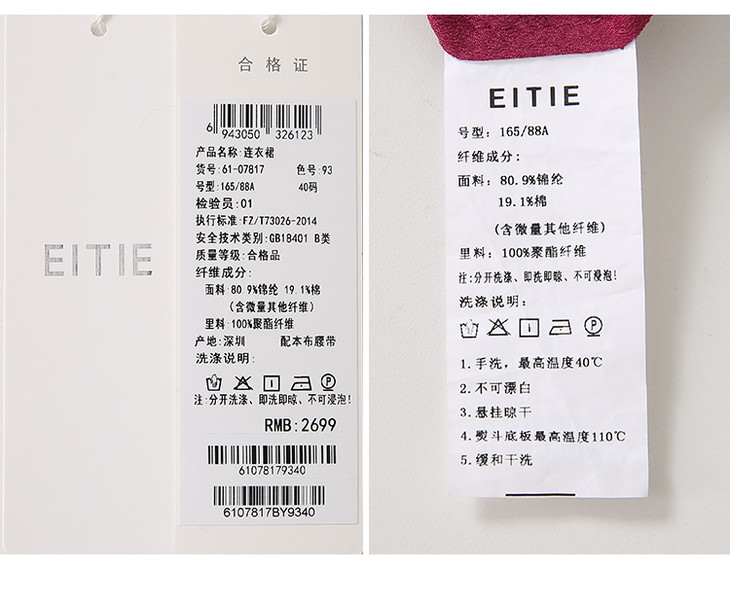 EITIE
合格证
6 943050 326123
产品名称:连衣裙
货号:61-07817 色号:93
号型:165/88A 40码
检验员:01
执行标准:FZ/T73026-2014
安全技术类别:GB18401 B类
质量等级:合格品
纤维成分:
面料:80 9%锦纶 19.1%棉
(含微量其他纤维)
里料:100%聚酯纤维
产地:深圳 配本布腰带
洗涤说明:
注:分开洗涤、即洗即晾、不可浸泡!
RMB:2699
61078179340
6107817BY9340
EITIE
号型: 165/88A
纤维成分:
面料: 80.9%锦纶
19.1%棉
(含微量其他纤维)
里料: 100%聚酯纤维
注:分开洗涤、即洗即晾、不可浸泡!
洗涤说明:
1.手洗, 最高温度40℃
2.不可漂白
3.悬挂晾干
4.熨斗底板最高温度110℃
5.缓和干洗